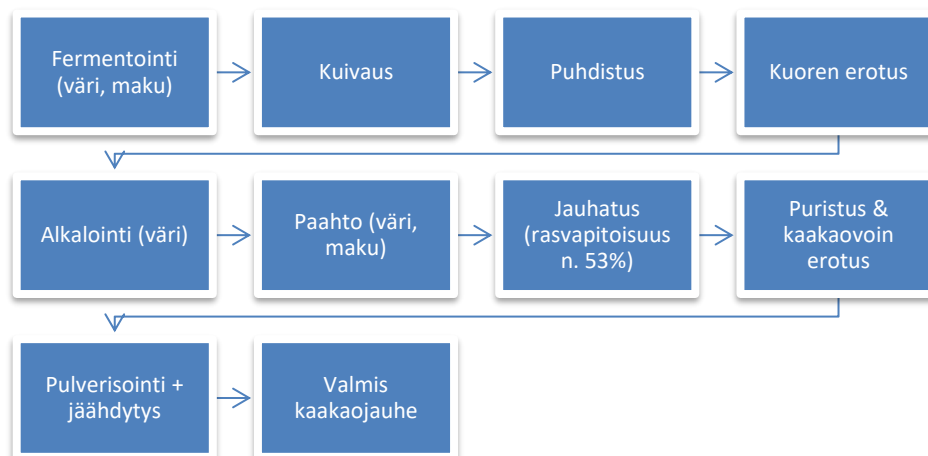 Fermentointi
(väri, maku)
Kuivaus
Puhdistus
Kuoren erotus
Alkalointi (väri)
Paahto (väri,
maku)
Jauhatus
(rasvapitoisuus
n. 53%)
Puristus &
kaakaovoin
erotus
Pulverisointi +
jäähdytys
Valmis
kaakaojauhe